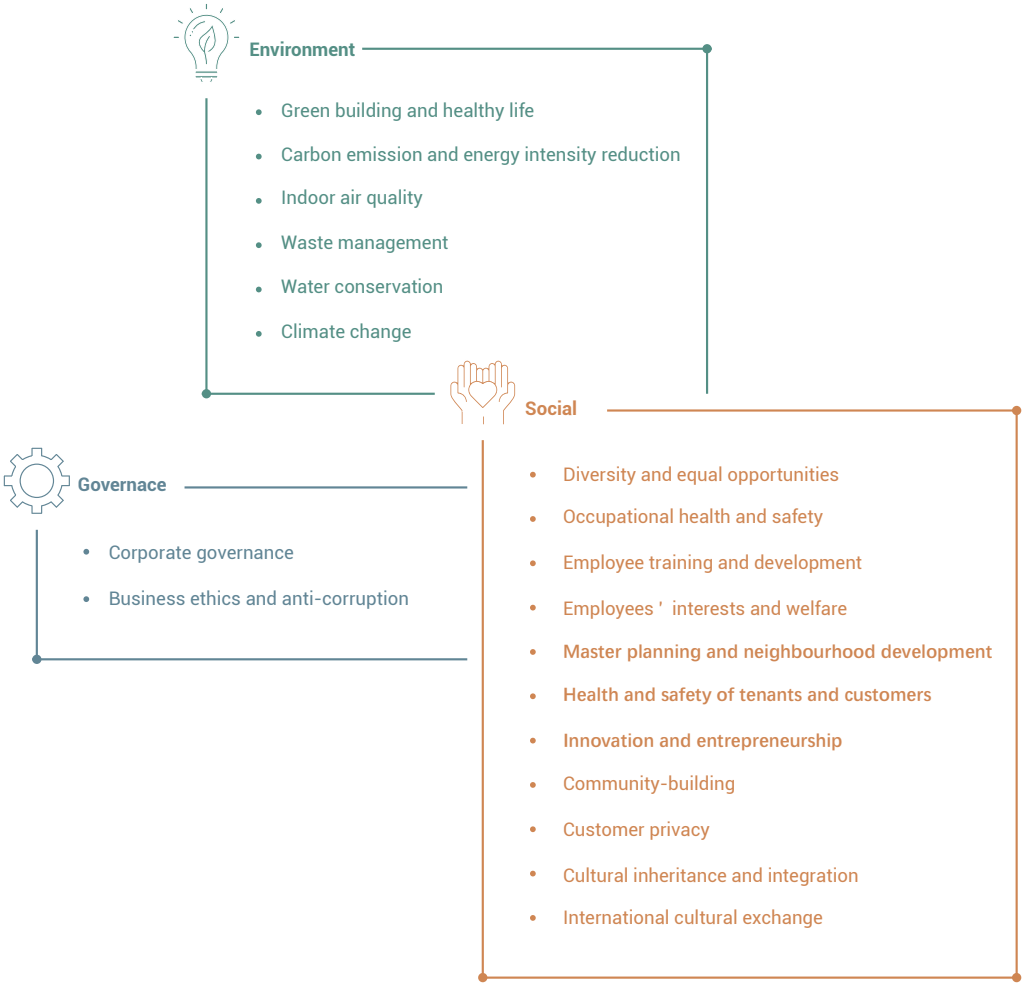 Environment
Green building and healthy life
Carbon emission and energy intensity reduction
Indoor air quality
Waste management
Water conservation
Climate change
Social
Diversity and equal opportunities
Occupational health and safety
Employee training and development
Employees ' interests and welfare
Master planning and neighbourhood development
Health and safety of tenants and customers
Innovation and entrepreneurship
Community-building
Customer privacy
Cultural inheritance and integration
International cultural exchange
Governace
Corporate governance
Business ethics and anti-corruption